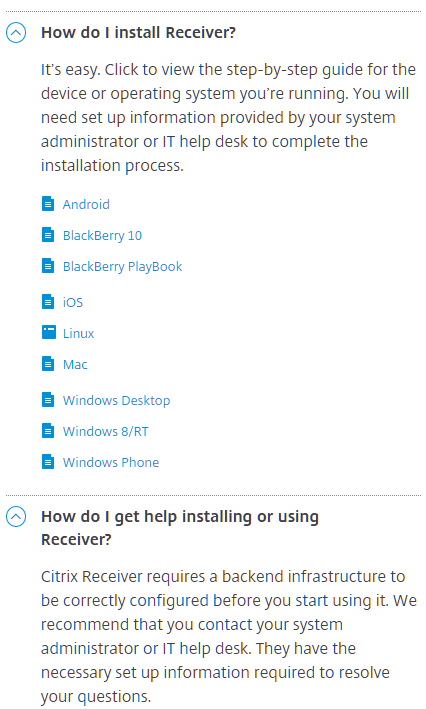 How do I install Receiver?
It's easy. Click to view the step-by-step guide for the
device or operating system you're running. You will
need set up information provided by your system
administrator or IT help desk to complete the
installation process.
Android
BlackBerry 10
BlackBerry PlayBook
iOS
Linux
Mac
Windows Desktop
Windows 8/RT
Windows Phone
How do I get help installing or using
Receiver?
Citrix Receiver requires a backend infrastructure to
be correctly configured before you start using it. We
recommend that you contact your system
administrator or IT help desk. They have the
necessary set up information required to resolve
your questions.